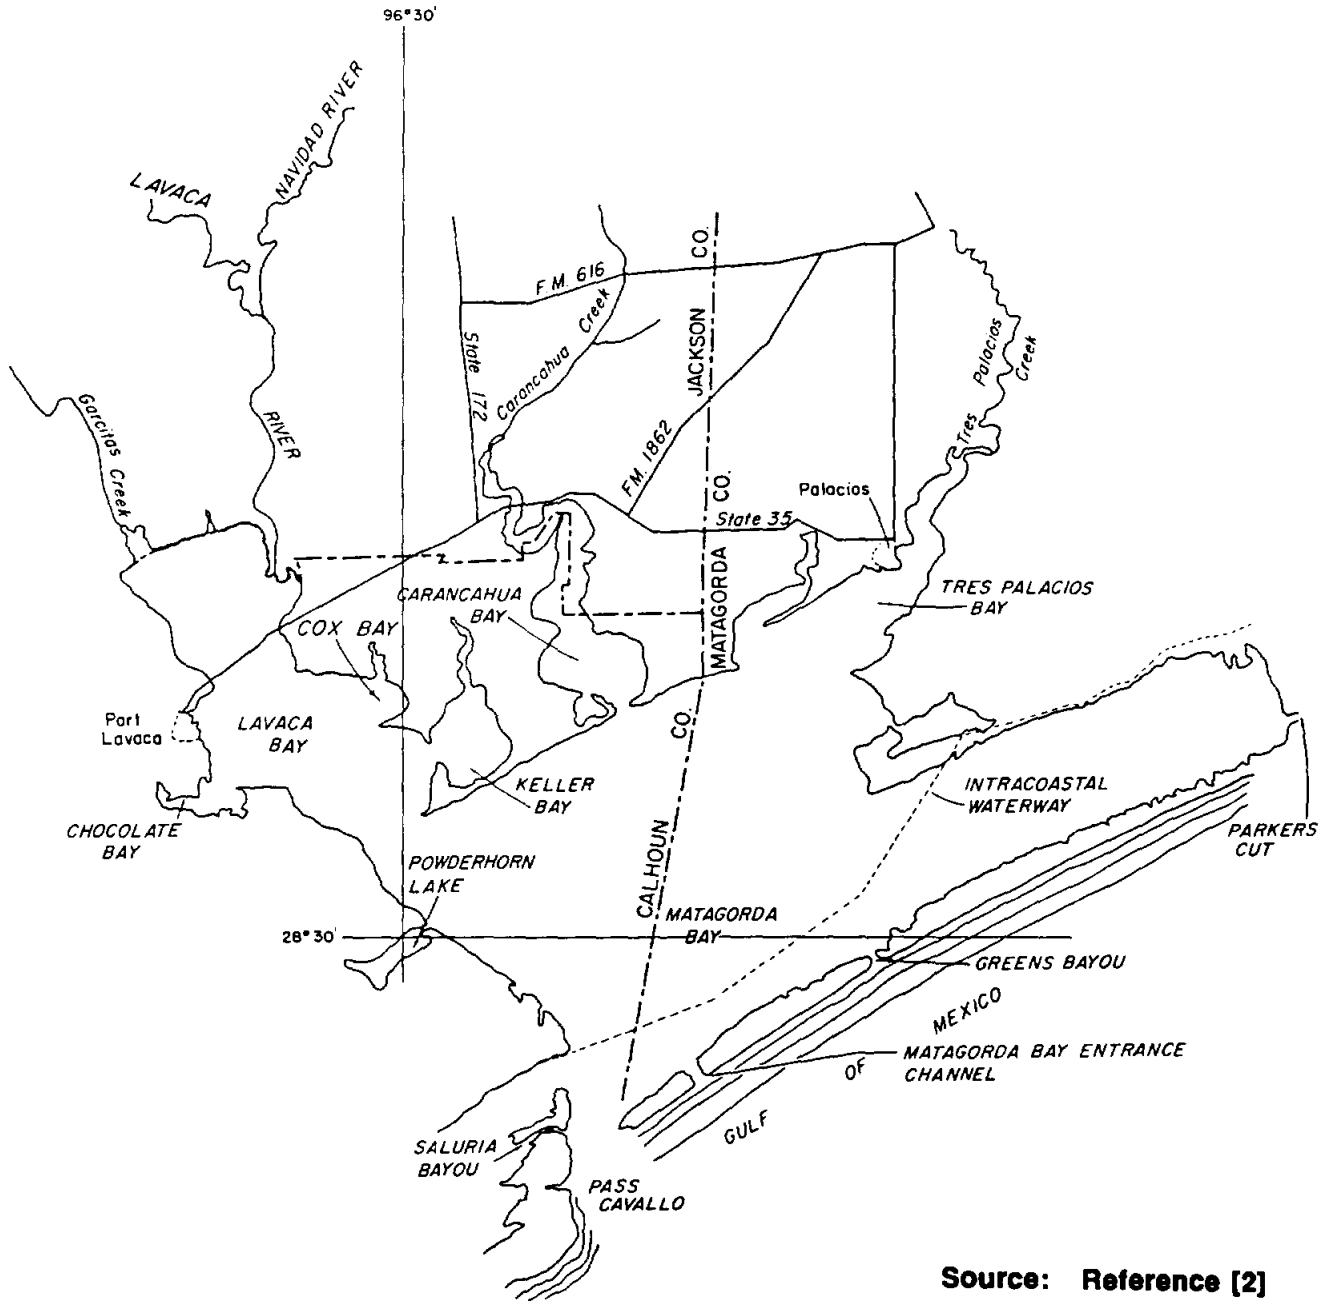 96°30'
NAVIDAD RIVER
LAVACA
RIVER
F.M. 616
JACKSON CO.
Carancahua Creek
State 172
Palacios Creek
Tres
Garcitas Creek
F.M. 1862
Palacios
State 35
MATAGORDA CO.
CARANCAHUA
BAY
TRES PALACIOS
BAY
COX BAY
Port
Lavaca
LAVACA
BAY
CALHOUN CO.
KELLER
BAY
INTRACOASTAL
WATERWAY
CHOCOLATE
BAY
PARKERS
CUT
POWDERHORN
LAKE
28°30'
MATAGORDA
BAY
GREENS BAYOU
GULF OF MEXICO
MATAGORDA BAY ENTRANCE
CHANNEL
SALURIA
BAYOU
PASS
CAVALLO
Source: Reference [2]